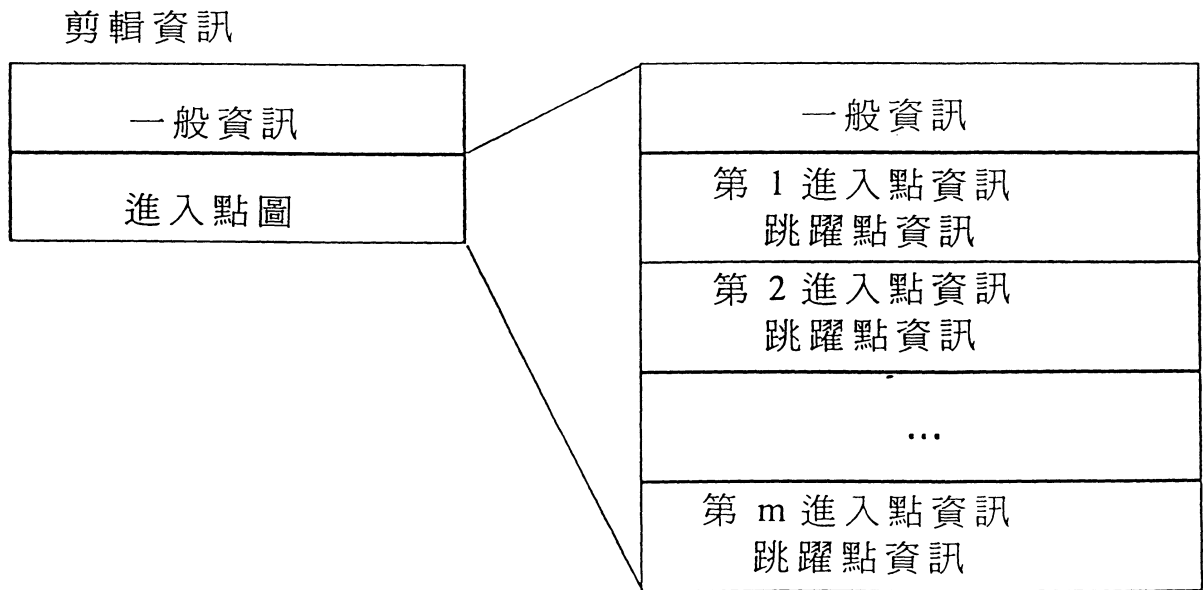 剪輯資訊
一般資訊
進入點圖
一般資訊
第 1 進入點資訊
跳躍點資訊
第 2 進入點資訊
跳躍點資訊
...
第 m 進入點資訊
跳躍點資訊